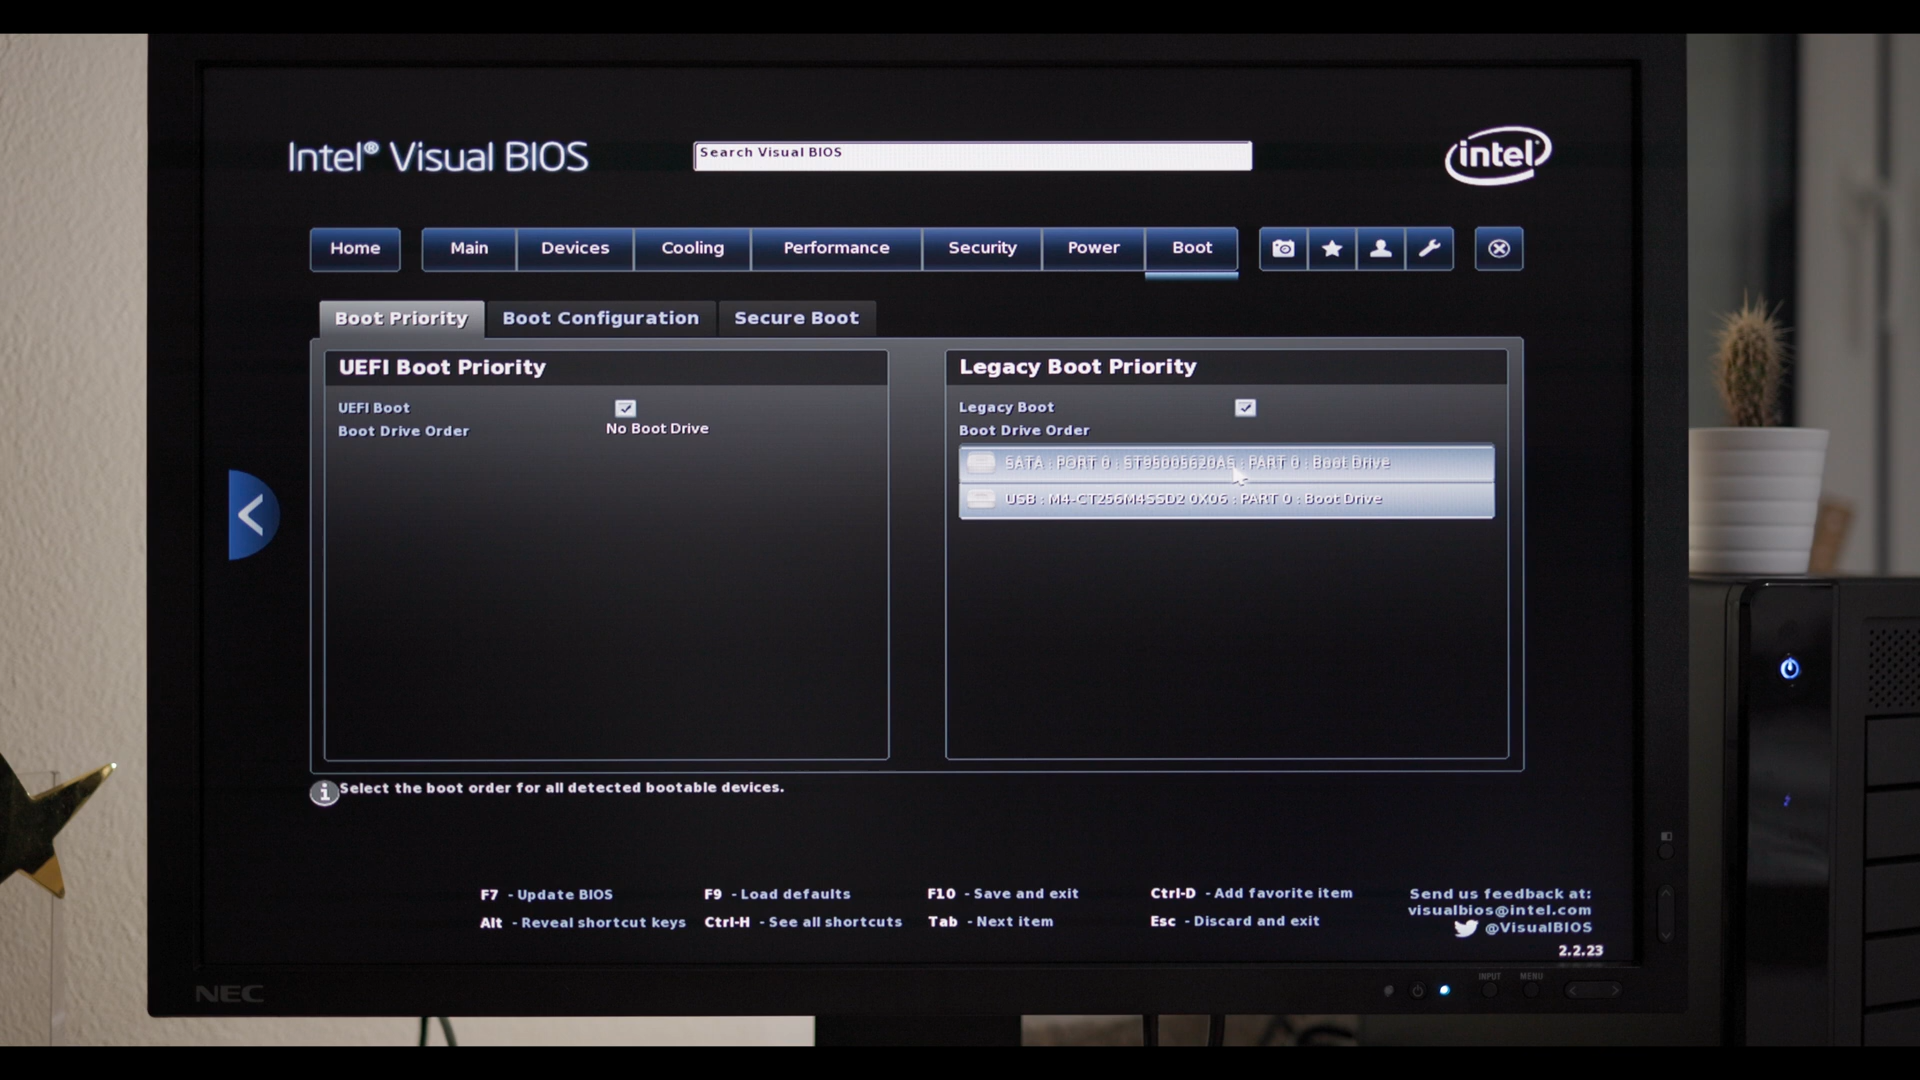 Intel® Visual BIOS
Search Visual BIOS
intel
Home Main Devices Cooling Performance Security Power Boot
Boot Priority Boot Configuration Secure Boot
UEFI Boot Priority
UEFI Boot
Boot Drive Order No Boot Drive
Legacy Boot Priority
Legacy Boot
Boot Drive Order
SATA : PORT 0 : ST95005620AS : PART 0 : Boot Drive
USB : M4-CT256M4SSD2 0X06 : PART 0 : Boot Drive
Select the boot order for all detected bootable devices.
F7 - Update BIOS F9 - Load defaults F10 - Save and exit Ctrl-D - Add favorite item
Alt - Reveal shortcut keys Ctrl-H - See all shortcuts Tab - Next item Esc - Discard and exit
Send us feedback at:
visualbios@intel.com
@VisualBIOS
2.2.23
NEC
INPUT MENU